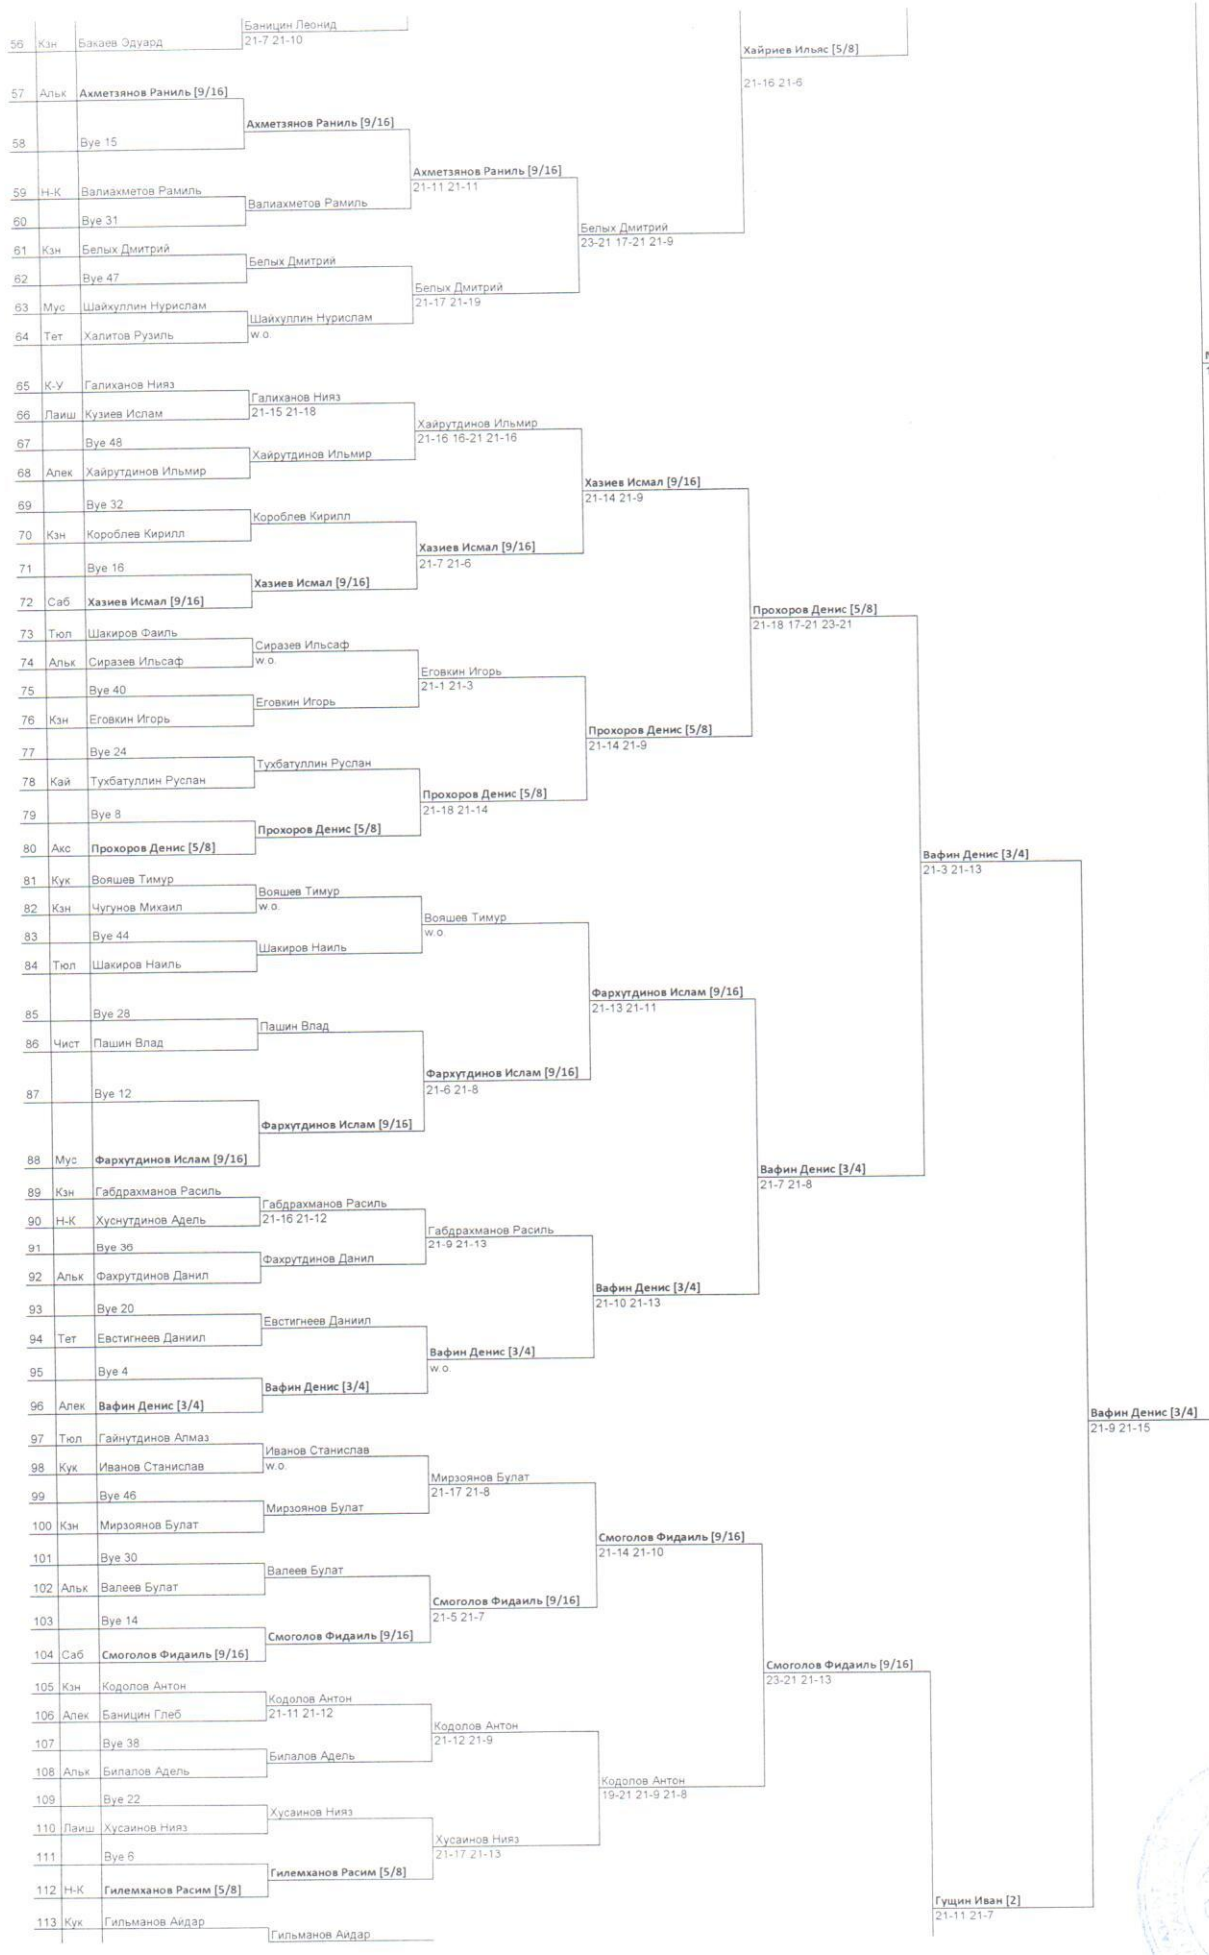 Баницин Леонид
56 Кзн Бакаев Эдуард
21-7 21-10
Хайриев Ильяс [5/8]
21-16 21-6
57 Альк Ахметзянов Раниль [9/16]
Ахметзянов Раниль [9/16]
58 Bye 15
Ахметзянов Раниль [9/16]
21-11 21-11
59 Н-К Валиахметов Рамиль
Валиахметов Рамиль
60 Bye 31
Белых Дмитрий
23-21 17-21 21-9
61 Кзн Белых Дмитрий
Белых Дмитрий
62 Bye 47
Белых Дмитрий
21-17 21-19
63 Мус Шайхуллин Нурислам
Шайхуллин Нурислам
w.o.
64 Тет Халитов Рузиль
65 К-У Галиханов Нияз
Галиханов Нияз
21-15 21-18
66 Лаиш Кузиев Ислам
Хайрутдинов Ильмир
21-16 16-21 21-16
67 Bye 48
Хайрутдинов Ильмир
68 Алек Хайрутдинов Ильмир
Хазиев Исмал [9/16]
21-14 21-9
69 Bye 32
Короблев Кирилл
70 Кзн Короблев Кирилл
Хазиев Исмал [9/16]
21-7 21-6
71 Bye 16
Хазиев Исмал [9/16]
72 Саб Хазиев Исмал [9/16]
Прохоров Денис [5/8]
21-18 17-21 23-21
73 Тюл Шакиров Фаиль
Сиразев Ильсаф
w.o.
74 Альк Сиразев Ильсаф
Еговкин Игорь
21-1 21-3
75 Bye 40
Еговкин Игорь
76 Кзн Еговкин Игорь
Прохоров Денис [5/8]
21-14 21-9
77 Bye 24
Тухбатуллин Руслан
78 Кай Тухбатуллин Руслан
Прохоров Денис [5/8]
21-18 21-14
79 Bye 8
Прохоров Денис [5/8]
80 Акс Прохоров Денис [5/8]
Вафин Денис [3/4]
21-3 21-13
81 Кук Вояшев Тимур
Вояшев Тимур
w.o.
82 Кзн Чугунов Михаил
Вояшев Тимур
w.o.
83 Bye 44
Шакиров Наиль
84 Тюл Шакиров Наиль
Фархутдинов Ислам [9/16]
21-13 21-11
85 Bye 28
Пашин Влад
86 Чист Пашин Влад
Фархутдинов Ислам [9/16]
21-6 21-8
87 Bye 12
Фархутдинов Ислам [9/16]
88 Мус Фархутдинов Ислам [9/16]
Вафин Денис [3/4]
21-7 21-8
89 Кзн Габдрахманов Расиль
Габдрахманов Расиль
21-16 21-12
90 Н-К Хуснутдинов Адель
Габдрахманов Расиль
21-9 21-13
91 Bye 36
Фахрутдинов Данил
92 Альк Фахрутдинов Данил
Вафин Денис [3/4]
21-10 21-13
93 Bye 20
Евстигнеев Даниил
94 Тет Евстигнеев Даниил
Вафин Денис [3/4]
w.o.
95 Bye 4
Вафин Денис [3/4]
96 Алек Вафин Денис [3/4]
Вафин Денис [3/4]
21-9 21-15
97 Тюл Гайнутдинов Алмаз
Иванов Станислав
w.o.
98 Кук Иванов Станислав
Мирзоянов Булат
21-17 21-8
99 Bye 46
Мирзоянов Булат
100 Кзн Мирзоянов Булат
Смоголов Фидаиль [9/16]
21-14 21-10
101 Bye 30
Валеев Булат
102 Альк Валеев Булат
Смоголов Фидаиль [9/16]
21-5 21-7
103 Bye 14
Смоголов Фидаиль [9/16]
104 Саб Смоголов Фидаиль [9/16]
Смоголов Фидаиль [9/16]
23-21 21-13
105 Кзн Кодолов Антон
Кодолов Антон
21-11 21-12
106 Алек Баницин Глеб
Кодолов Антон
21-12 21-9
107 Bye 38
Билалов Адель
108 Альк Билалов Адель
Кодолов Антон
19-21 21-9 21-8
109 Bye 22
Хусаинов Нияз
110 Лаиш Хусаинов Нияз
Хусаинов Нияз
21-17 21-13
111 Bye 6
Гилемханов Расим [5/8]
112 Н-К Гилемханов Расим [5/8]
Гущин Иван [2]
21-11 21-7
113 Кук Гильманов Айдар
Гильманов Айдар